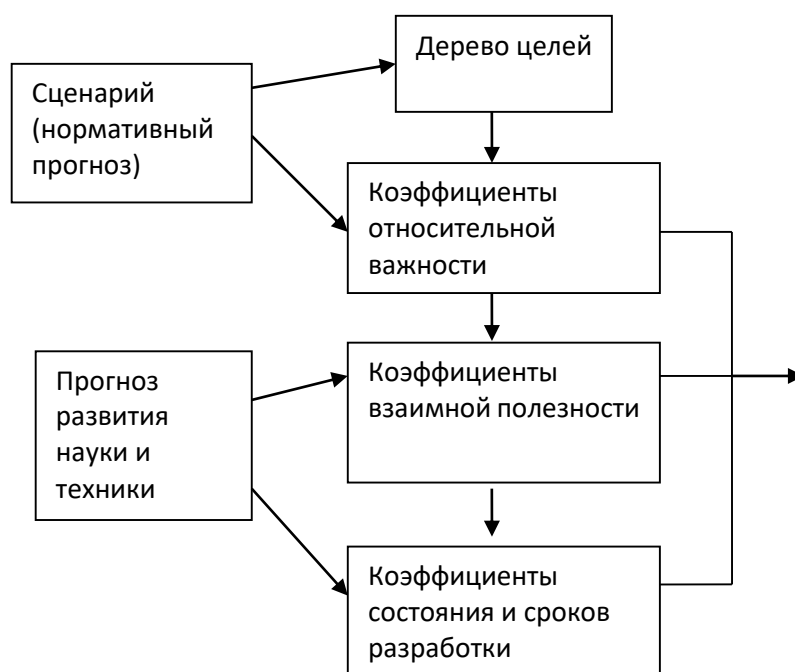 Дерево целей
Сценарий
(нормативный
прогноз)
Коэффициенты
относительной
важности
Прогноз
развития
науки и
техники
Коэффициенты
взаимной полезности
Коэффициенты
состояния и сроков
разработки